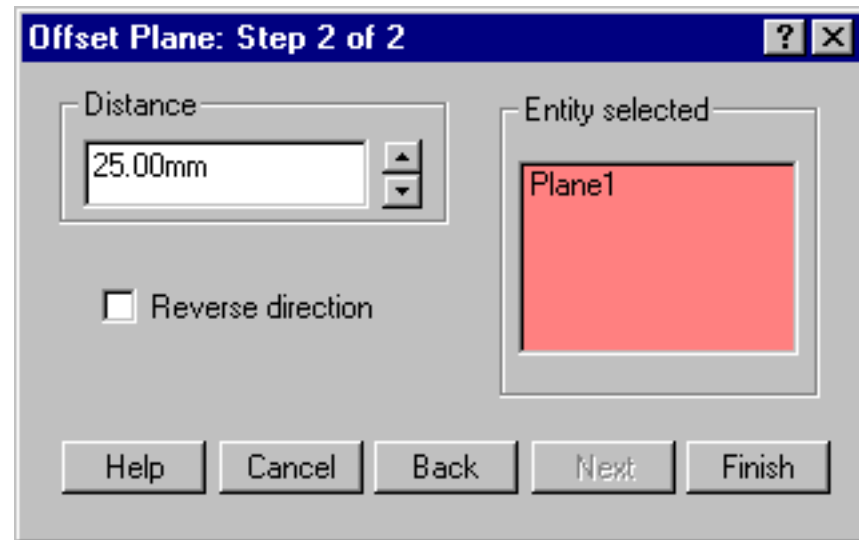 Offset Plane: Step 2 of 2
Distance
25.00mm
Entity selected
Plane1
Reverse direction
Help Cancel Back Next Finish